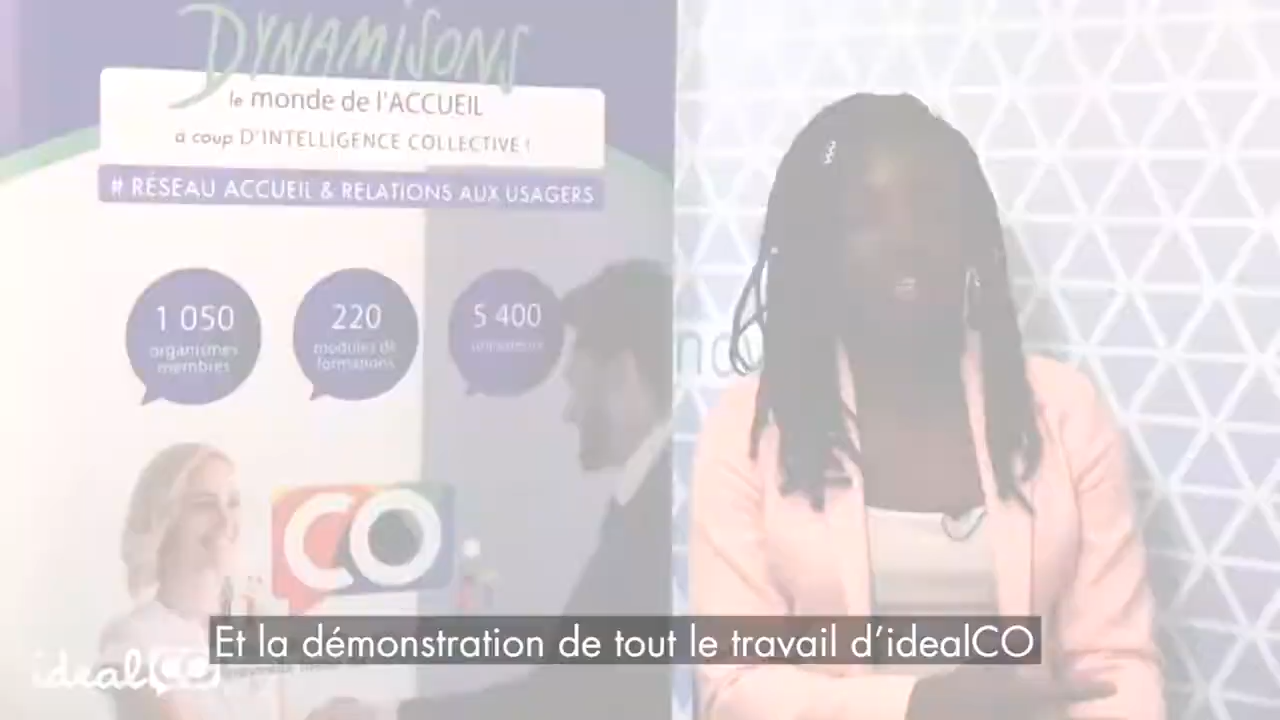 DYNAMISONS
le monde de l'ACCUEIL
à coup D'INTELLIGENCE COLLECTIVE !
# RÉSEAU ACCUEIL & RELATIONS AUX USAGERS
1 050
organismes
membres
220
modules de
formations
5 400
CO
Et la démonstration de tout le travail d'idealCO
idealCO